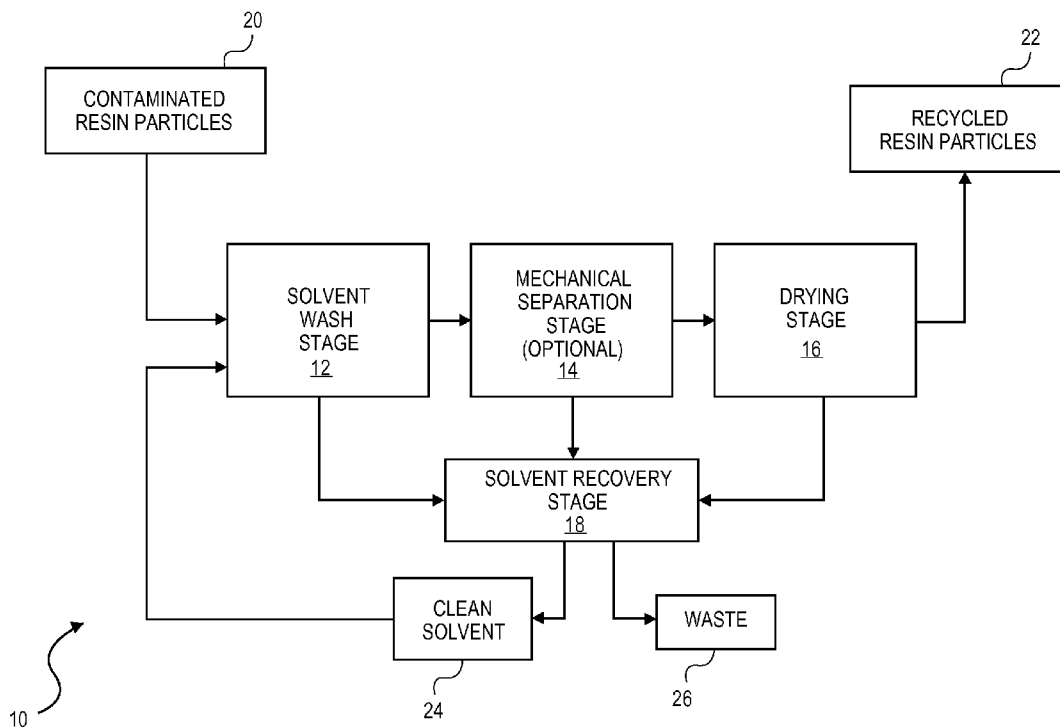 20
CONTAMINATED
RESIN PARTICLES
22
RECYCLED
RESIN PARTICLES
SOLVENT
WASH
STAGE
12
MECHANICAL
SEPARATION
STAGE
(OPTIONAL)
14
DRYING
STAGE
16
SOLVENT RECOVERY
STAGE
18
CLEAN
SOLVENT
24
WASTE
26
10